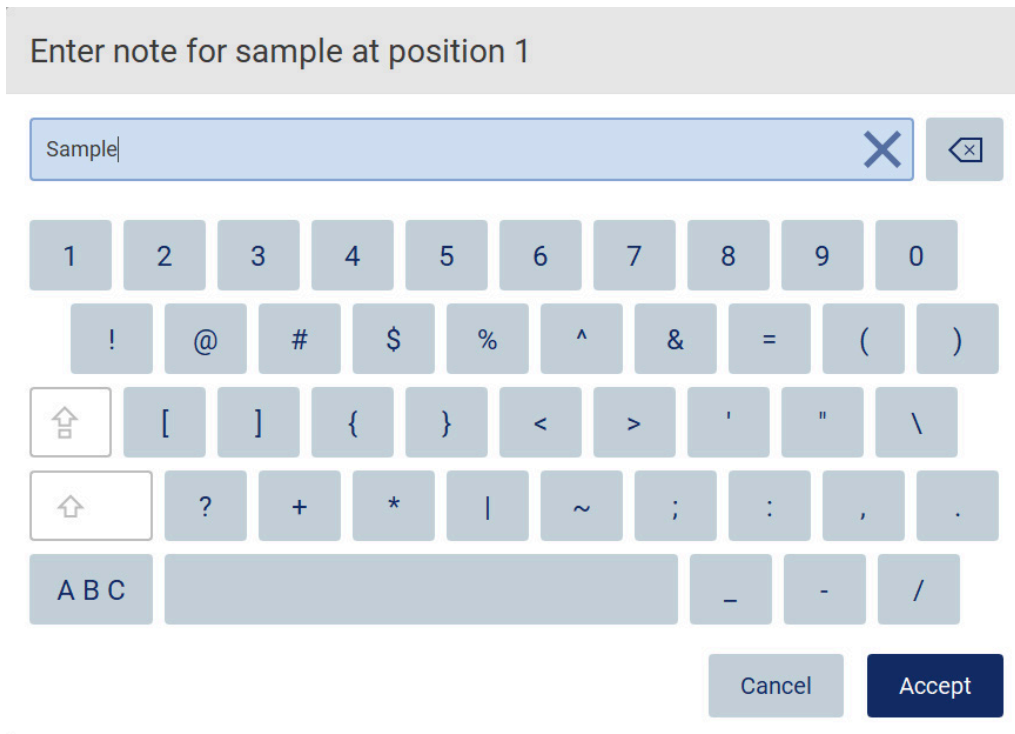 Enter note for sample at position 1
Sample
1 2 3 4 5 6 7 8 9 0
! @ # $ % ^ & = ( )
[ ] { } < > ' " \
? + * | ~ ; : , .
A B C _ - /
Cancel Accept